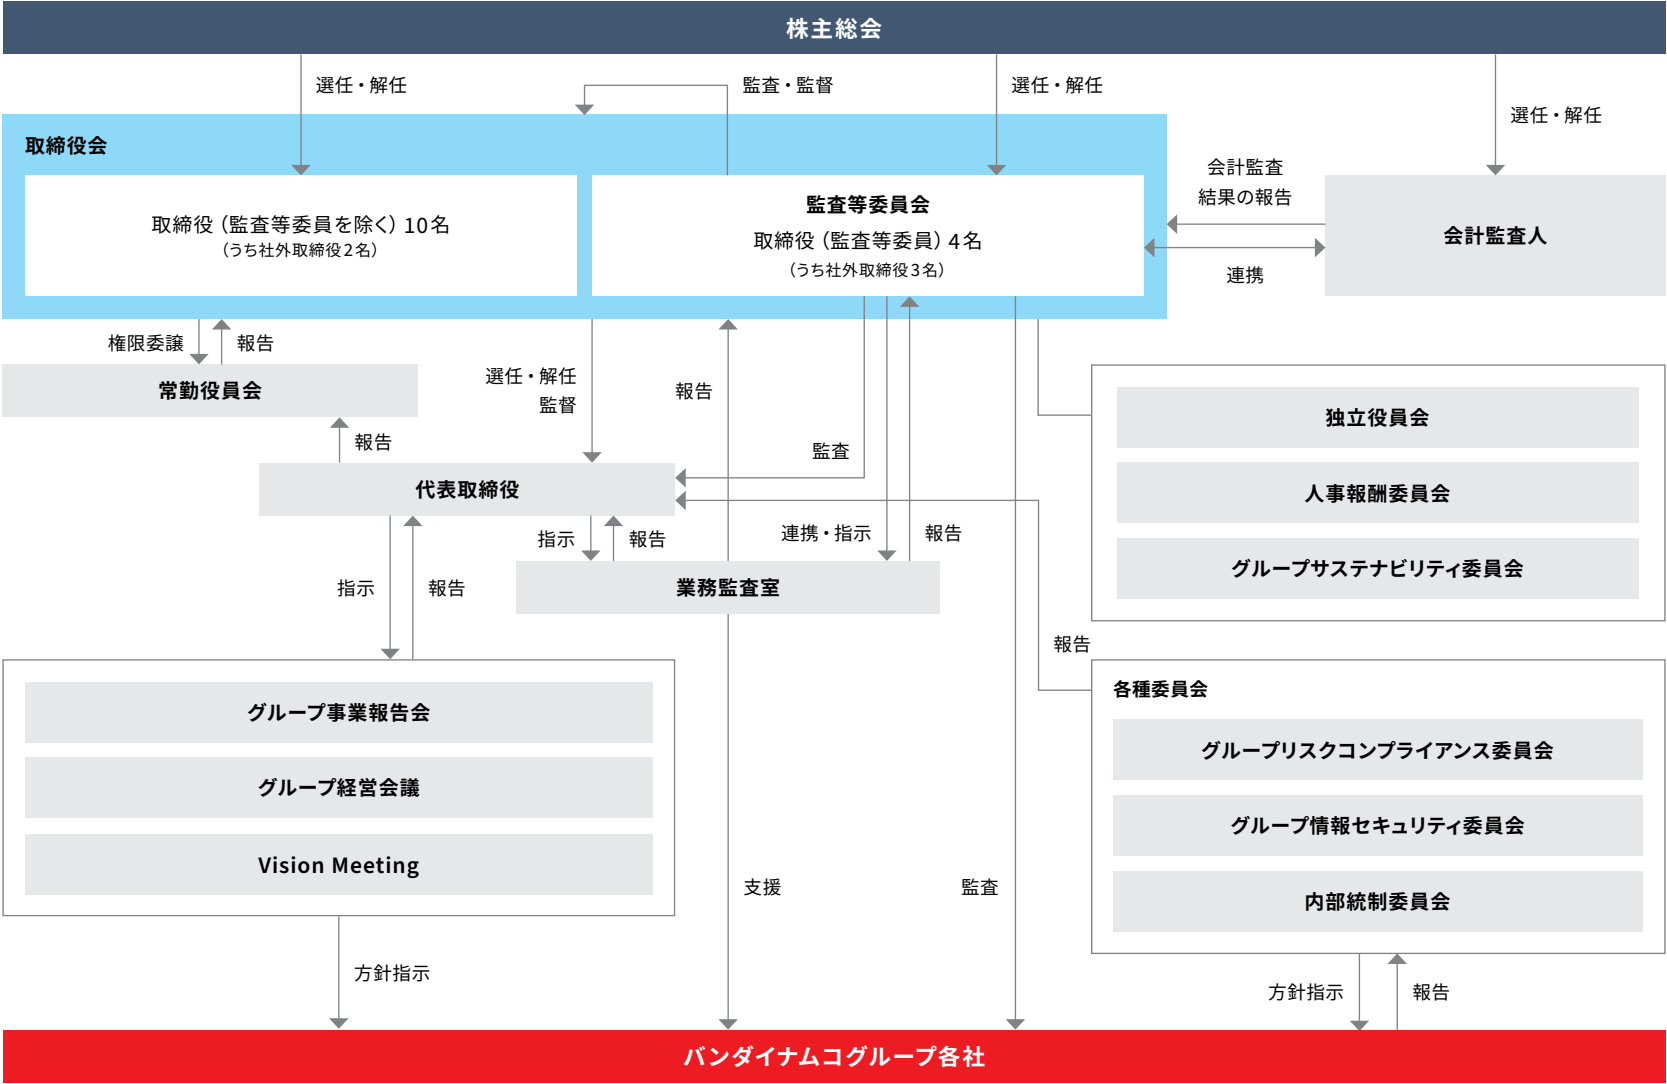 株主総会
選任・解任
監査・監督
選任・解任
選任・解任
取締役会
取締役（監査等委員を除く）10名
（うち社外取締役2名）
監査等委員会
取締役（監査等委員）4名
（うち社外取締役3名）
会計監査
結果の報告
連携
会計監査人
権限委譲
報告
常勤役員会
選任・解任
監督
報告
報告
監査
代表取締役
指示
報告
連携・指示
報告
業務監査室
指示
報告
独立役員会
人事報酬委員会
グループサステナビリティ委員会
報告
グループ事業報告会
グループ経営会議
Vision Meeting
各種委員会
グループリスクコンプライアンス委員会
グループ情報セキュリティ委員会
内部統制委員会
支援
監査
方針指示
方針指示
報告
バンダイナムコグループ各社